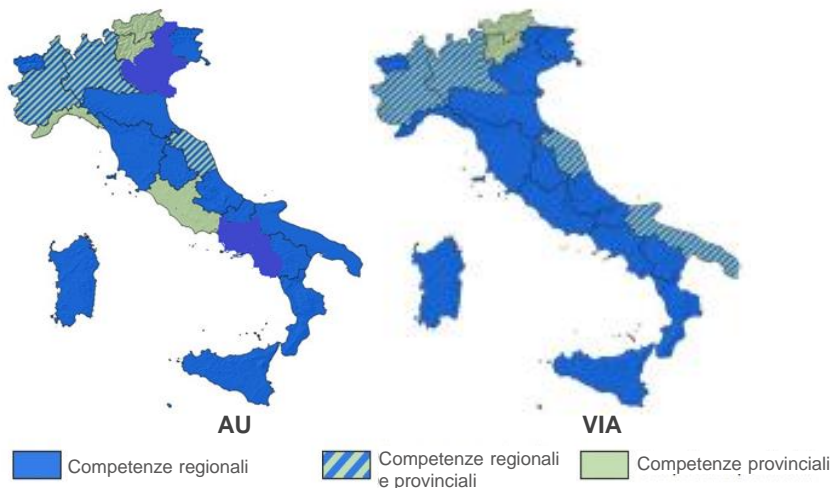 AU
VIA
Competenze regionali
Competenze regionali
e provinciali
Competenze provinciali